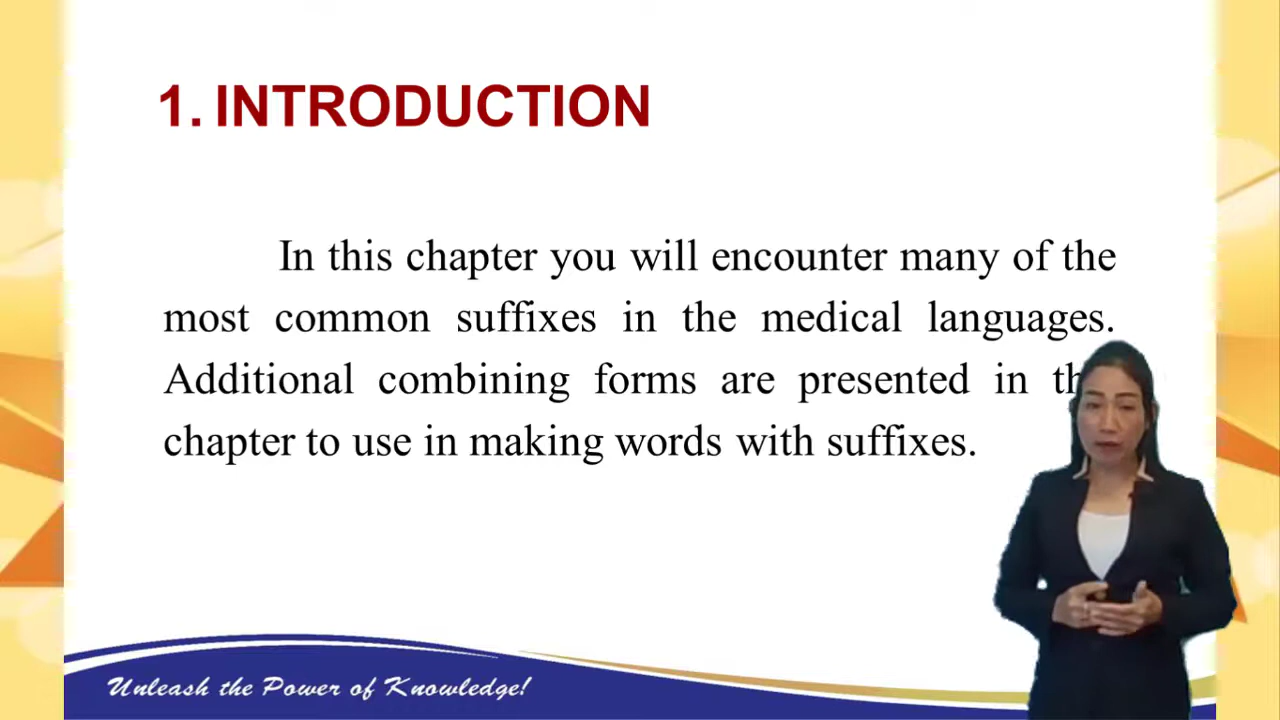 1. INTRODUCTION
In this chapter you will encounter many of the
most common suffixes in the medical languages.
Additional combining forms are presented in
chapter to use in making words with suffixes.
Unleash the Power of Knowledge!